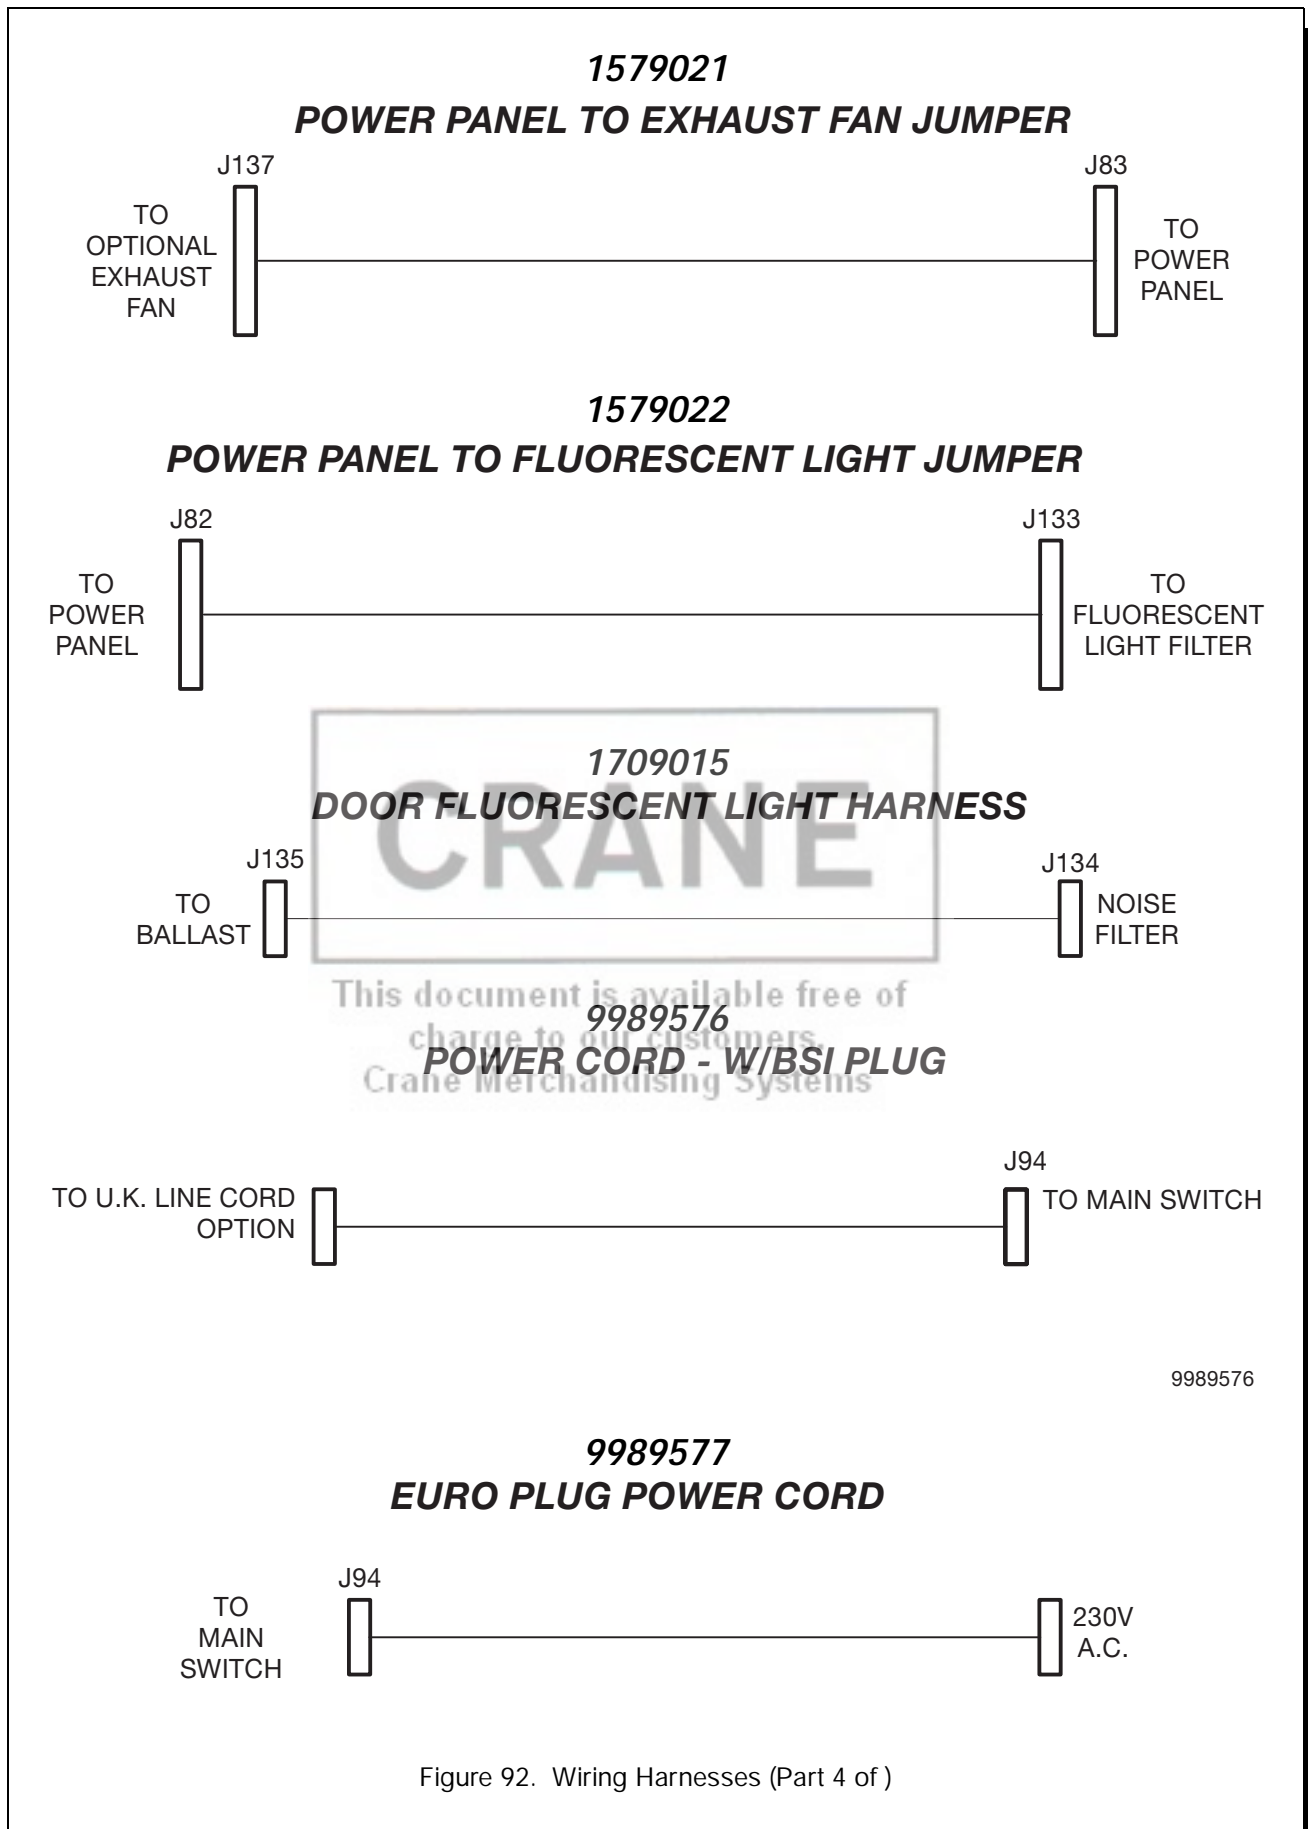 1579021
POWER PANEL TO EXHAUST FAN JUMPER
J137
J83
TO
OPTIONAL
EXHAUST
FAN
TO
POWER
PANEL
1579022
POWER PANEL TO FLUORESCENT LIGHT JUMPER
J82
J133
TO
POWER
PANEL
TO
FLUORESCENT
LIGHT FILTER
1709015
DOOR FLUORESCENT LIGHT HARNESS
CRANE
J135
J134
TO
BALLAST
NOISE
FILTER
This document is available free of
charge to our customers.
Crane Merchandising Systems
9989576
POWER CORD - W/BSI PLUG
J94
TO U.K. LINE CORD
OPTION
TO MAIN SWITCH
9989576
9989577
EURO PLUG POWER CORD
J94
TO
MAIN
SWITCH
230V
A.C.
Figure 92. Wiring Harnesses (Part 4 of )